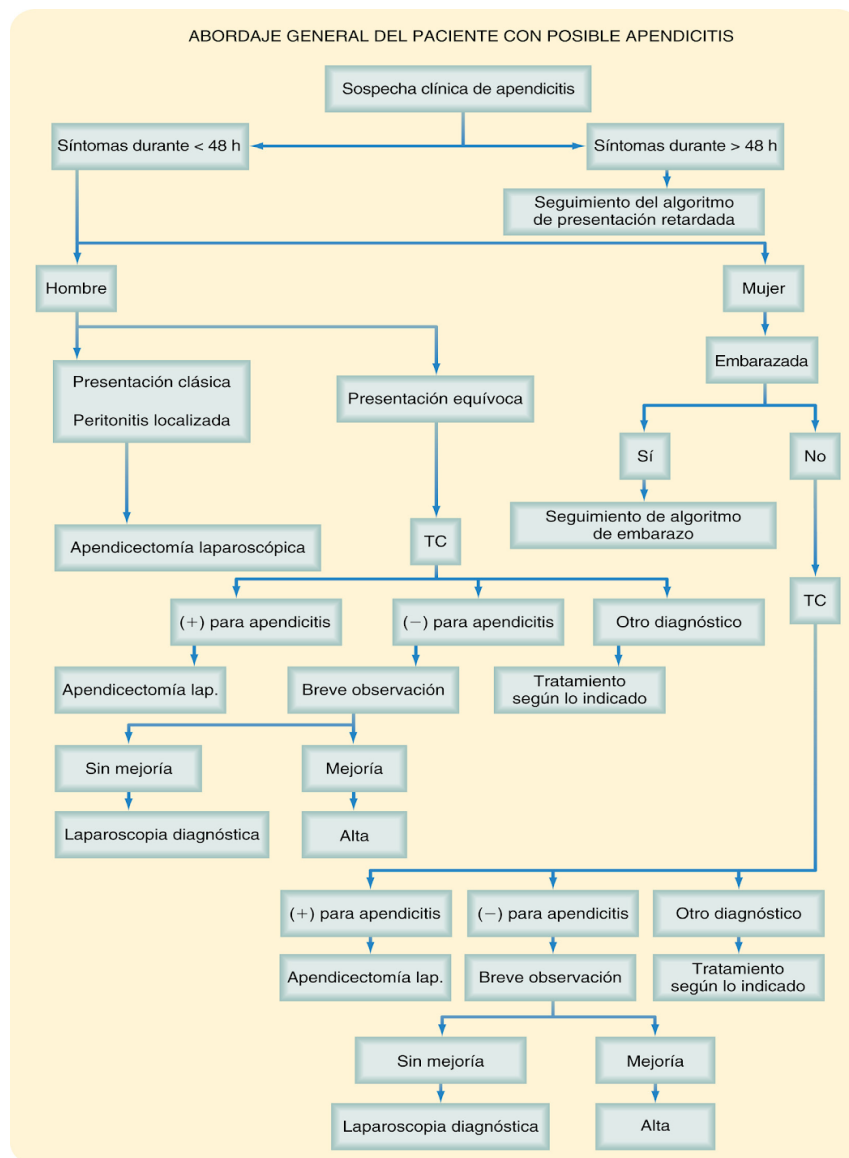 ABORDAJE GENERAL DEL PACIENTE CON POSIBLE APENDICITIS
Sospecha clínica de apendicitis
Síntomas durante < 48 h
Síntomas durante > 48 h
Seguimiento del algoritmo
de presentación retardada
Hombre
Mujer
Presentación clásica
Peritonitis localizada
Presentación equívoca
Embarazada
Sí
No
Apendicectomía laparoscópica
TC
Seguimiento de algoritmo
de embarazo
TC
(+) para apendicitis
(−) para apendicitis
Otro diagnóstico
Apendicectomía lap.
Breve observación
Tratamiento
según lo indicado
Sin mejoría
Mejoría
Laparoscopia diagnóstica
Alta
(+) para apendicitis
(−) para apendicitis
Otro diagnóstico
Apendicectomía lap.
Breve observación
Tratamiento
según lo indicado
Sin mejoría
Mejoría
Laparoscopia diagnóstica
Alta